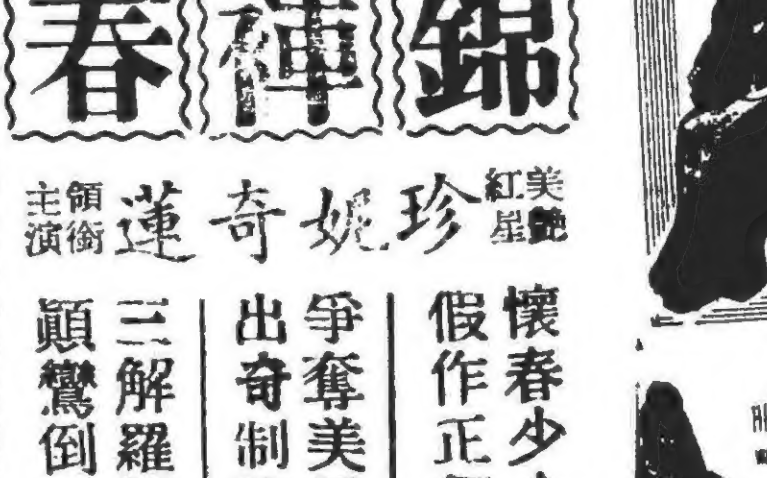 錦褌春
美艷紅星 珍妮奇蓮 領銜主演
懷春少
假作正
爭奪美
出奇制
三解羅
顛鸞倒